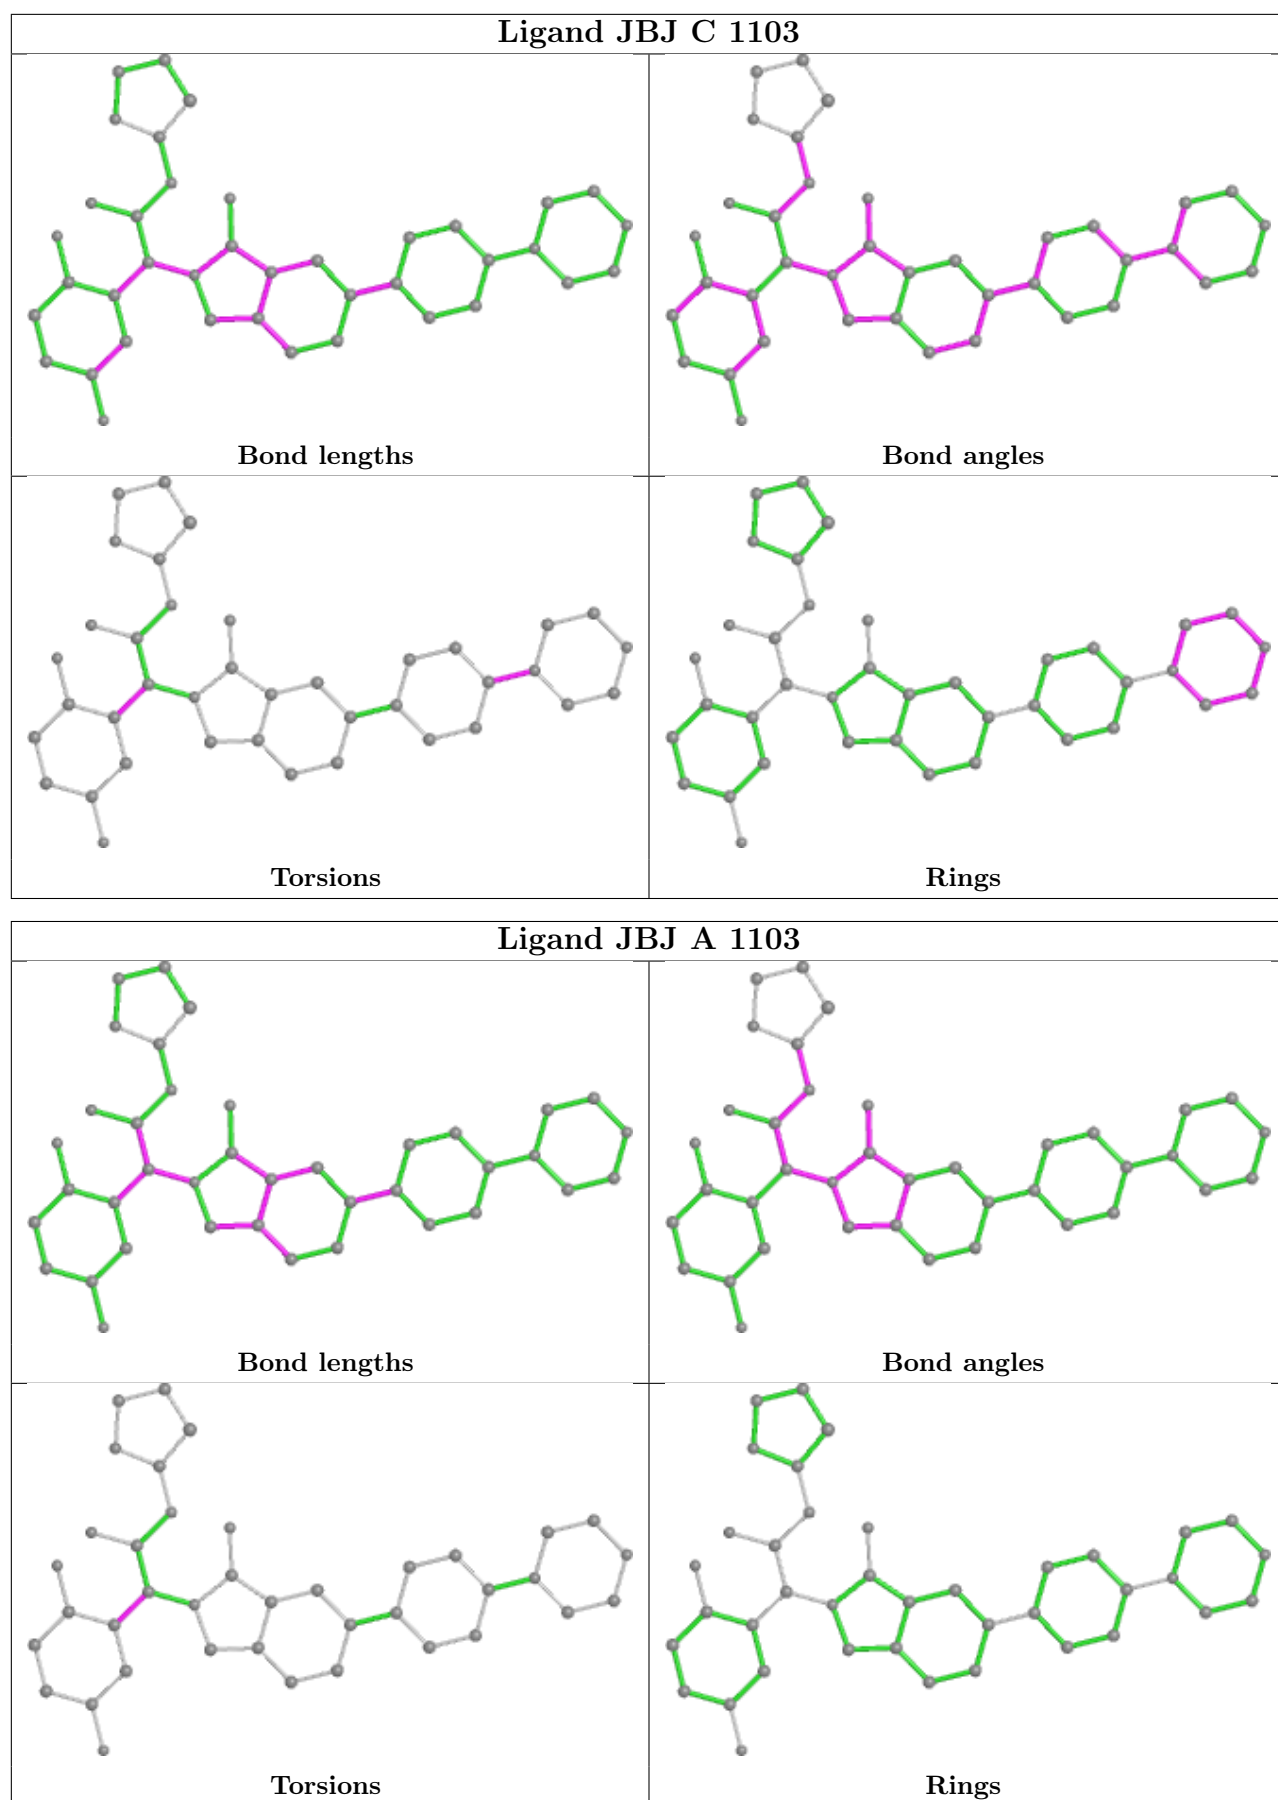 Ligand JBJ C 1103
Bond lengths
Bond angles
Torsions
Rings
Ligand JBJ A 1103
Bond lengths
Bond angles
Torsions
Rings